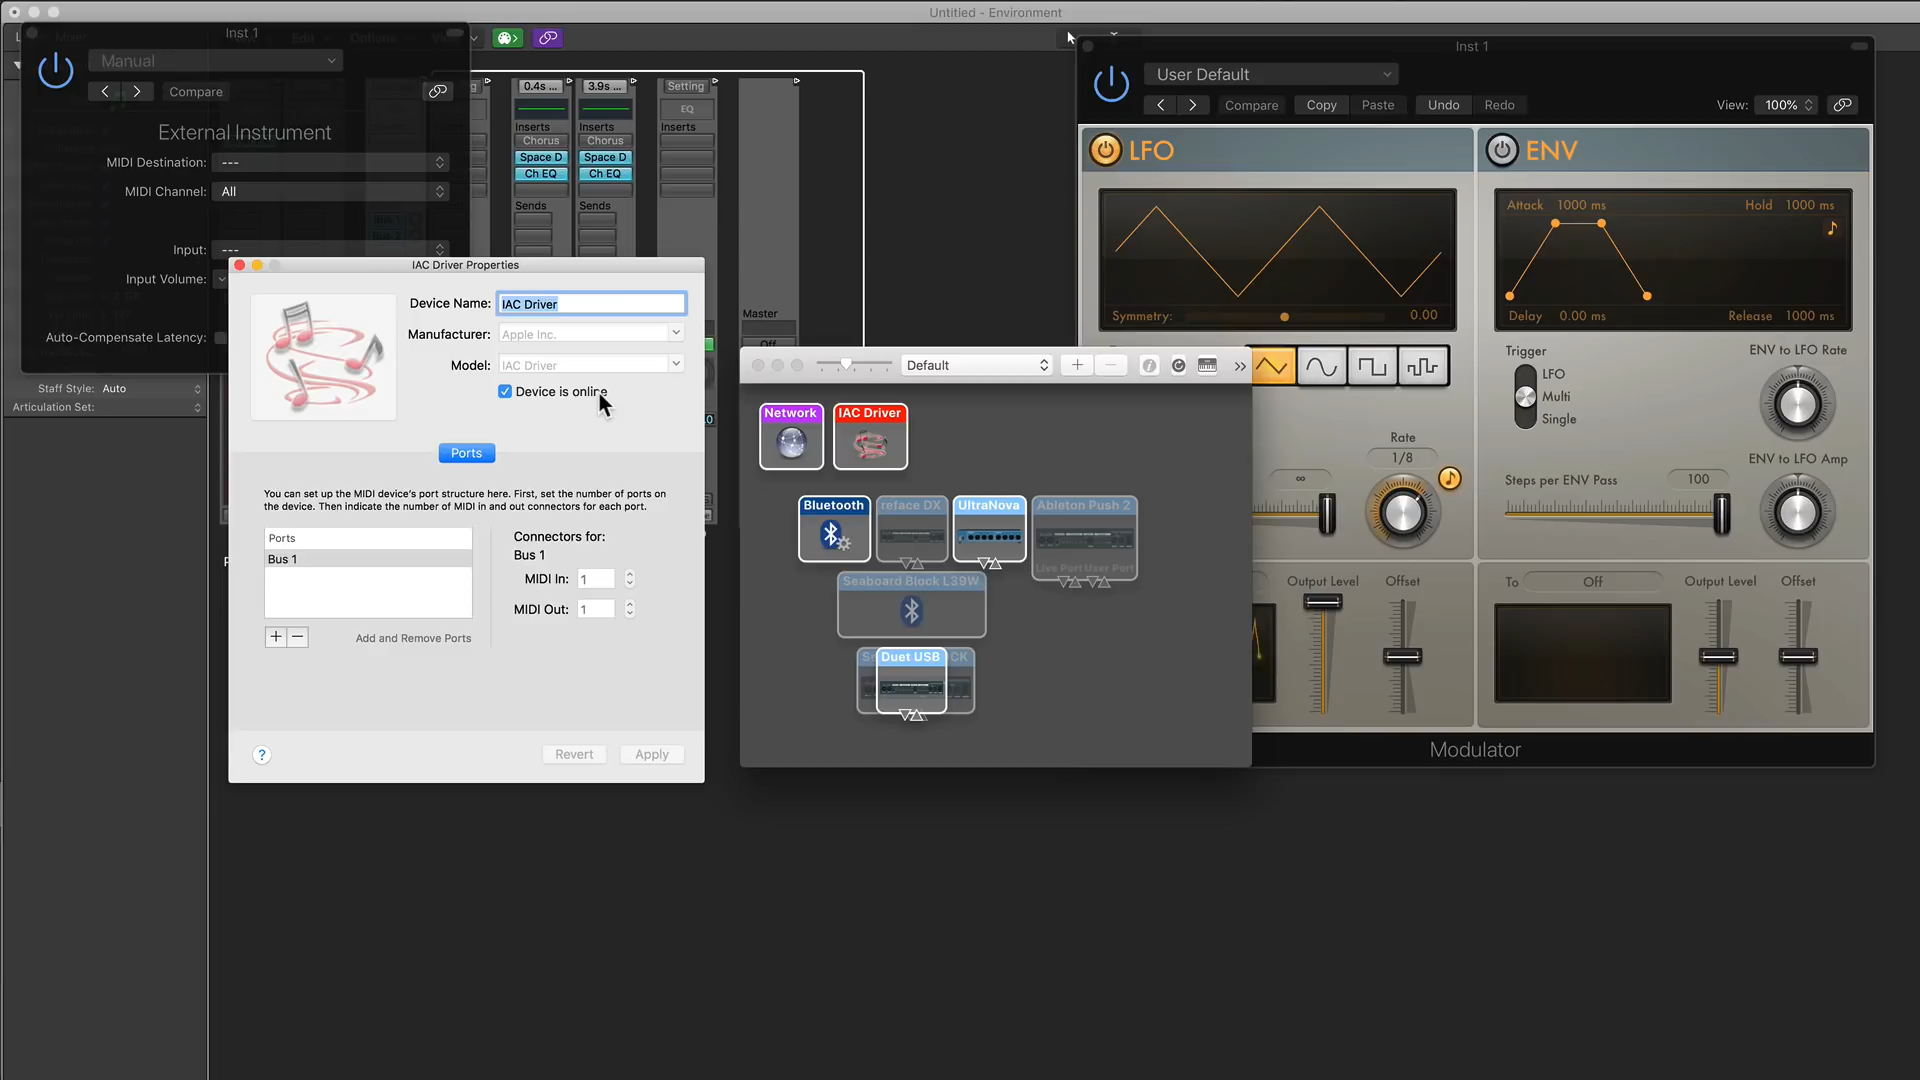 Untitled - Environment
Inst 1
Manual
Compare
External Instrument
MIDI Destination: ---
MIDI Channel: All
Input: ---
Input Volume:
Auto-Compensate Latency:
Staff Style: Auto
Articulation Set:
0.4s ...
3.9s ...
Setting
EQ
Inserts
Inserts
Inserts
Chorus
Chorus
Space D
Space D
Ch EQ
Ch EQ
Sends
Sends
Master
Off
IAC Driver Properties
Device Name: IAC Driver
Manufacturer: Apple Inc.
Model: IAC Driver
Device is online
Ports
You can set up the MIDI device's port structure here. First, set the number of ports on
the device. Then indicate the number of MIDI in and out connectors for each port.
Ports
Bus 1
Connectors for:
Bus 1
MIDI In: 1
MIDI Out: 1
+ −
Add and Remove Ports
?
Revert
Apply
Default
Network
IAC Driver
Bluetooth
reface DX
UltraNova
Ableton Push 2
Live Port User Port
Seaboard Block L39W
Duet USB
Inst 1
User Default
Compare
Copy
Paste
Undo
Redo
View: 100%
LFO
Symmetry:
0.00
Rate
1/8
∞
Output Level
Offset
ENV
Attack 1000 ms
Hold 1000 ms
Delay 0.00 ms
Release 1000 ms
Trigger
LFO
Multi
Single
ENV to LFO Rate
ENV to LFO Amp
Steps per ENV Pass
100
To
Off
Output Level
Offset
Modulator